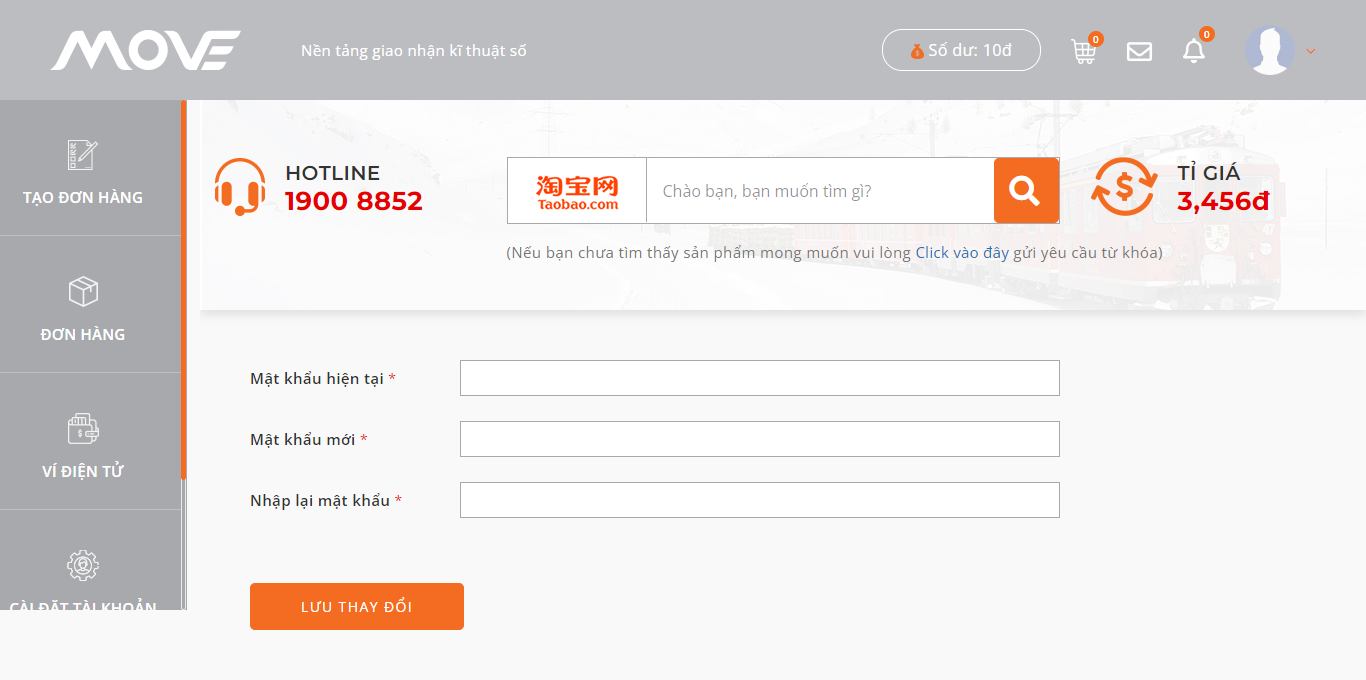 MOVE
Nền tảng giao nhận kĩ thuật số
Số dư: 10đ
0
0
TẠO ĐƠN HÀNG
ĐƠN HÀNG
VÍ ĐIỆN TỬ
CÀI ĐẶT TÀI KHOẢN
HOTLINE
1900 8852
淘宝网
Taobao.com
Chào bạn, bạn muốn tìm gì?
TỈ GIÁ
3,456đ
(Nếu bạn chưa tìm thấy sản phẩm mong muốn vui lòng Click vào đây gửi yêu cầu từ khóa)
Mật khẩu hiện tại *
Mật khẩu mới *
Nhập lại mật khẩu *
LƯU THAY ĐỔI